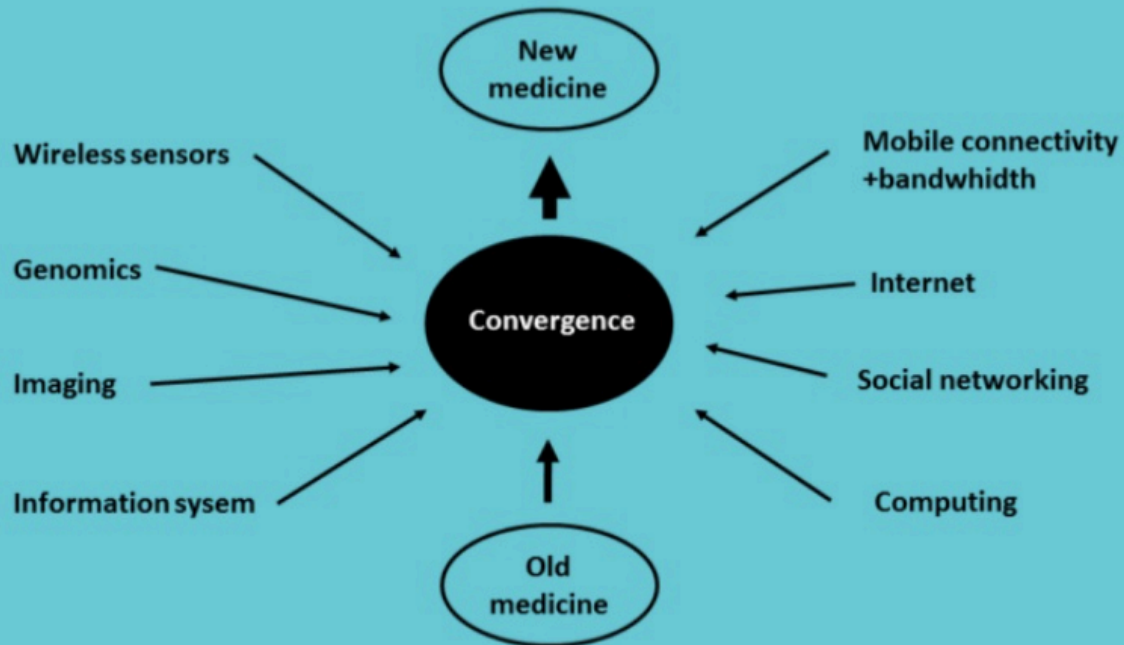 New
medicine
Wireless sensors
Mobile connectivity
+bandwhidth
Genomics
Internet
Convergence
Imaging
Social networking
Information sysem
Computing
Old
medicine